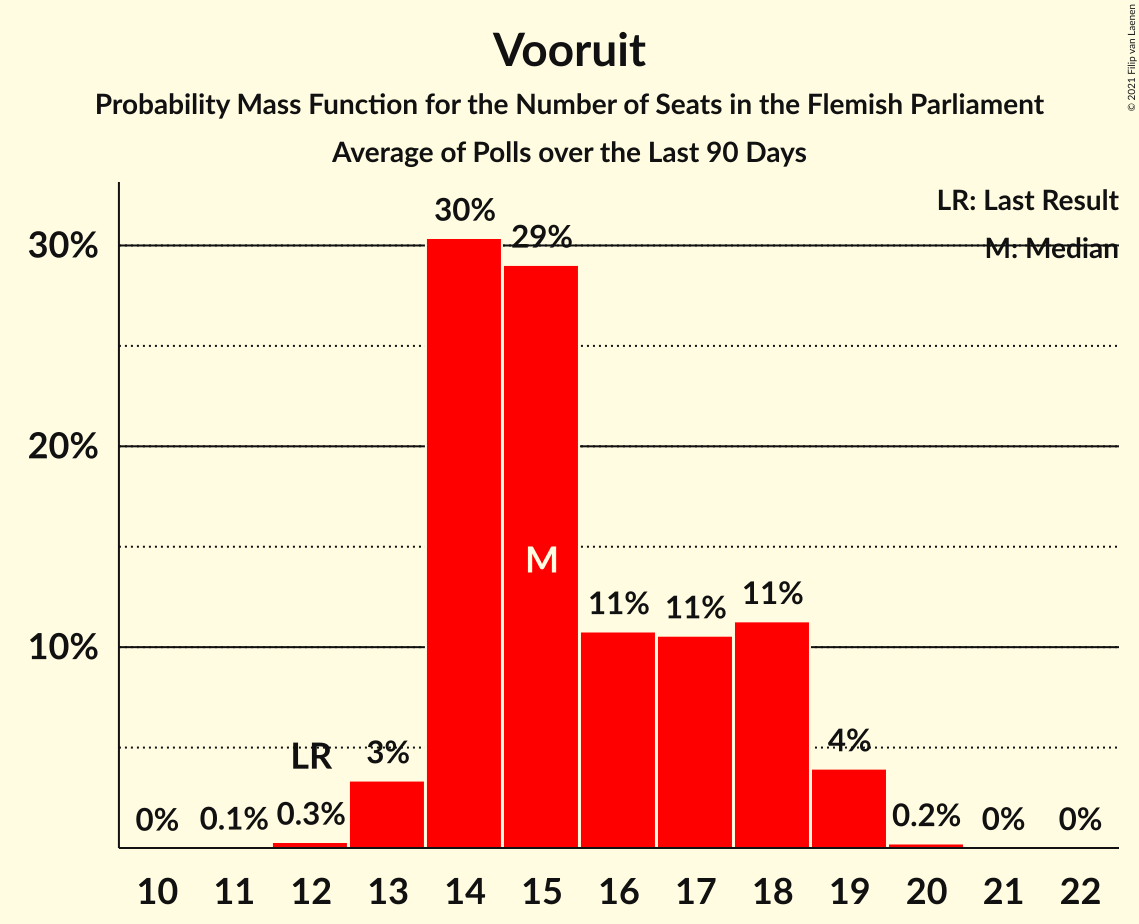 Vooruit
Probability Mass Function for the Number of Seats in the Flemish Parliament
Average of Polls over the Last 90 Days
© 2021 Filip van Laenen
LR: Last Result
M: Median
30%
20%
10%
0%
0.1%
LR
0.3%
3%
30%
29%
M
11%
11%
11%
4%
0.2%
0%
0%
10 11 12 13 14 15 16 17 18 19 20 21 22